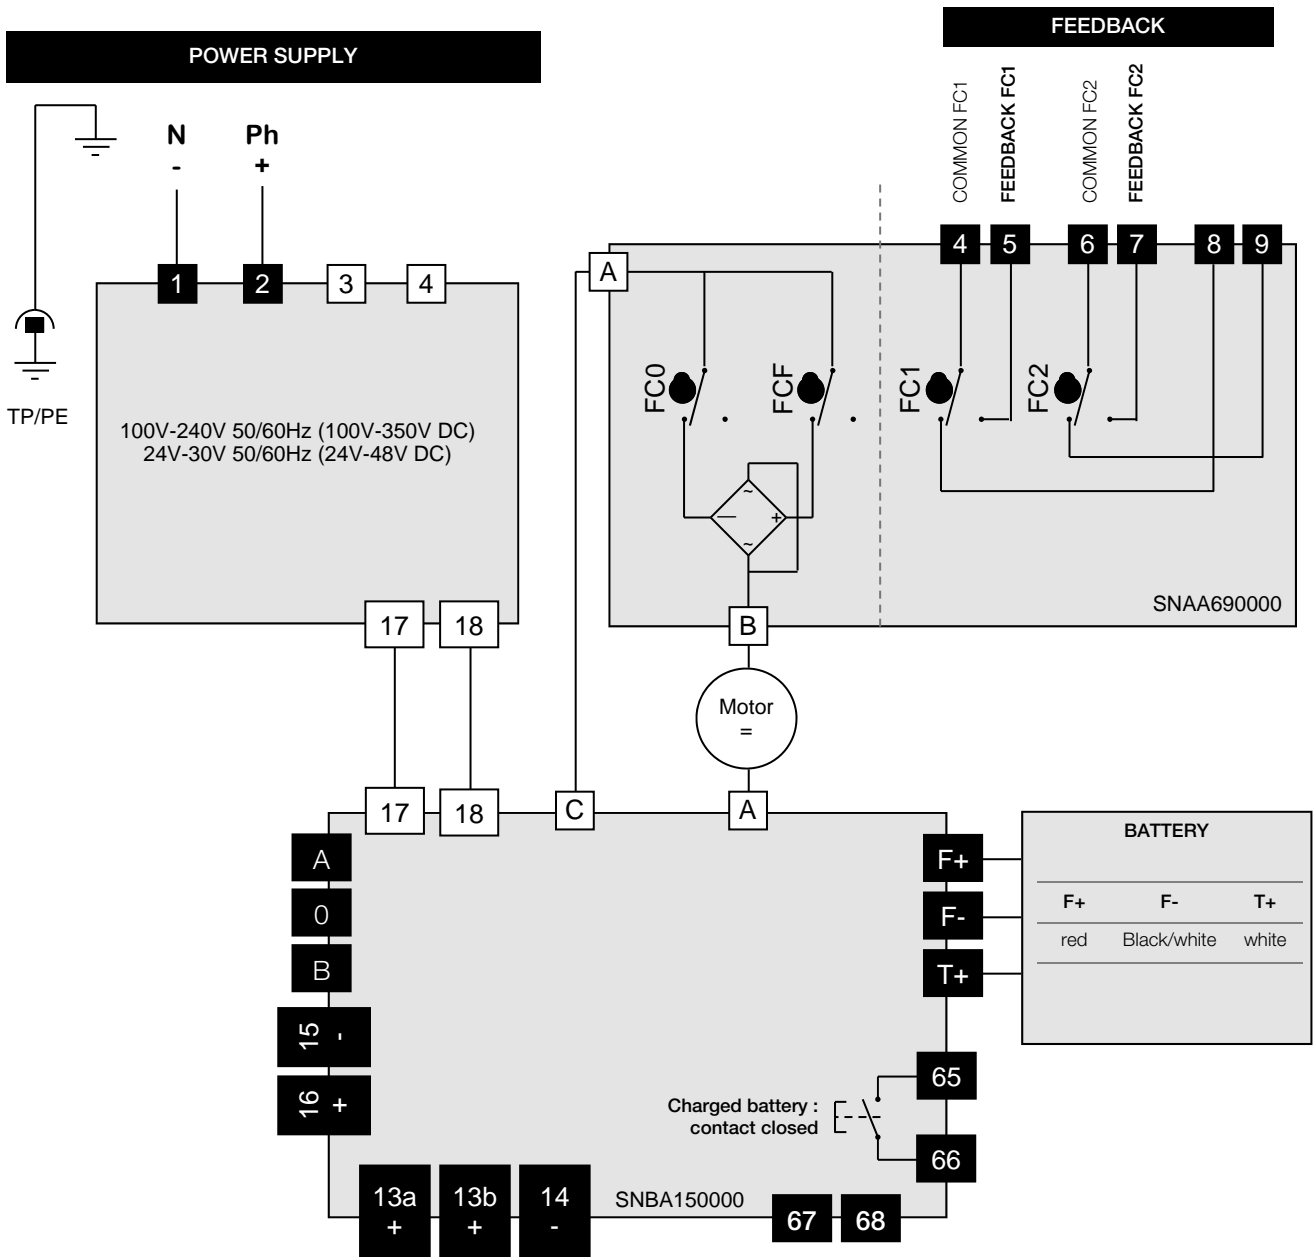 POWER SUPPLY
FEEDBACK
COMMON FC1
FEEDBACK FC1
COMMON FC2
FEEDBACK FC2
N
-
Ph
+
1
2
3
4
TP/PE
100V-240V 50/60Hz (100V-350V DC)
24V-30V 50/60Hz (24V-48V DC)
17
18
A
4
5
6
7
8
9
FC0
FCF
FC1
FC2
~
—
+
~
SNAA690000
B
Motor
=
17
18
C
A
A
0
B
15 -
16 +
F+
F-
T+
BATTERY
F+ F- T+
red Black/white white
65
66
Charged battery :
contact closed
13a
+
13b
+
14
-
SNBA150000
67
68